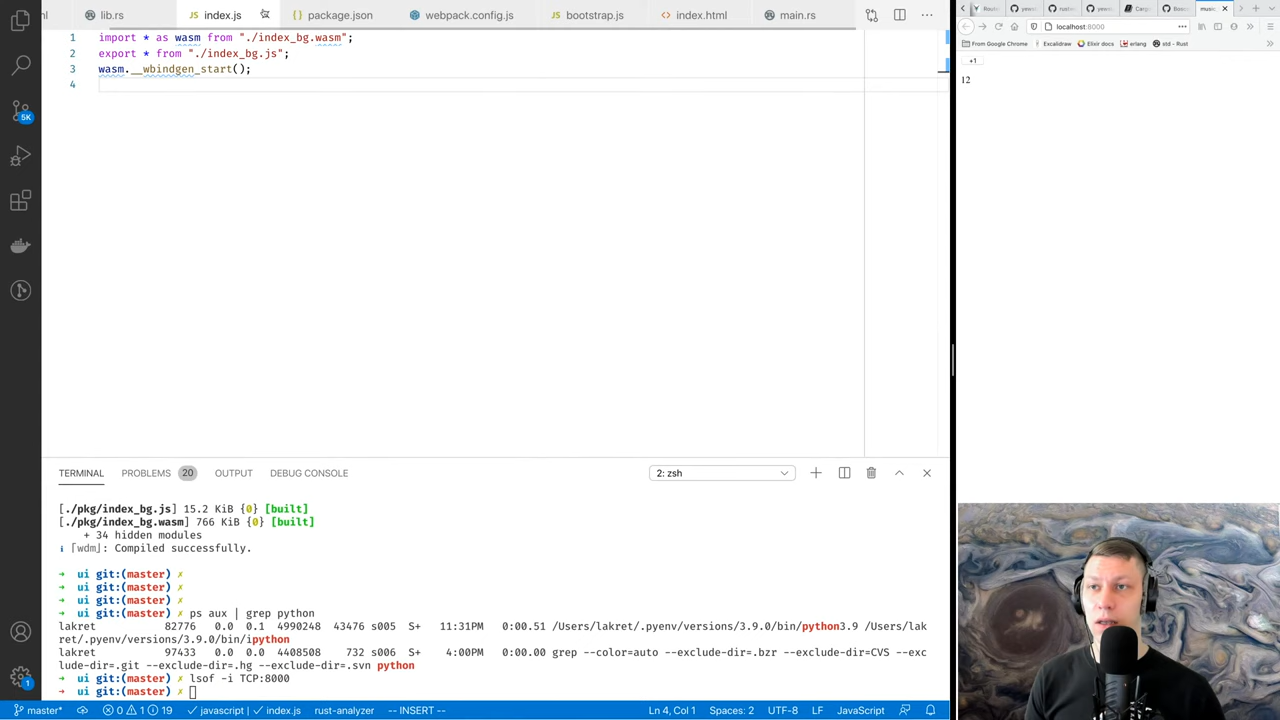 lib.rs
index.js
package.json
webpack.config.js
bootstrap.js
index.html
main.rs
1 import * as wasm from "./index_bg.wasm";
2 export * from "./index_bg.js";
3 wasm.__wbindgen_start();
4
5K
1
TERMINAL PROBLEMS 20 OUTPUT DEBUG CONSOLE 2: zsh
[./pkg/index_bg.js] 15.2 KiB {0} [built]
[./pkg/index_bg.wasm] 766 KiB {0} [built]
+ 34 hidden modules
i ｢wdm｣: Compiled successfully.
➜ ui git:(master) ✗
➜ ui git:(master) ✗
➜ ui git:(master) ✗
➜ ui git:(master) ✗ ps aux | grep python
lakret 82776 0.0 0.1 4990248 43476 s005 S+ 11:31PM 0:00.51 /Users/lakret/.pyenv/versions/3.9.0/bin/python3.9 /Users/lak
ret/.pyenv/versions/3.9.0/bin/ipython
lakret 97433 0.0 0.0 4408508 732 s006 S+ 4:00PM 0:00.00 grep --color=auto --exclude-dir=.bzr --exclude-dir=CVS --exc
lude-dir=.git --exclude-dir=.hg --exclude-dir=.svn python
➜ ui git:(master) ✗ lsof -i TCP:8000
➜ ui git:(master) ✗
master* 0 1 19 javascript | index.js rust-analyzer -- INSERT -- Ln 4, Col 1 Spaces: 2 UTF-8 LF JavaScript
localhost:8000
From Google Chrome Excalidraw Elixir docs erlang std - Rust
+1
12